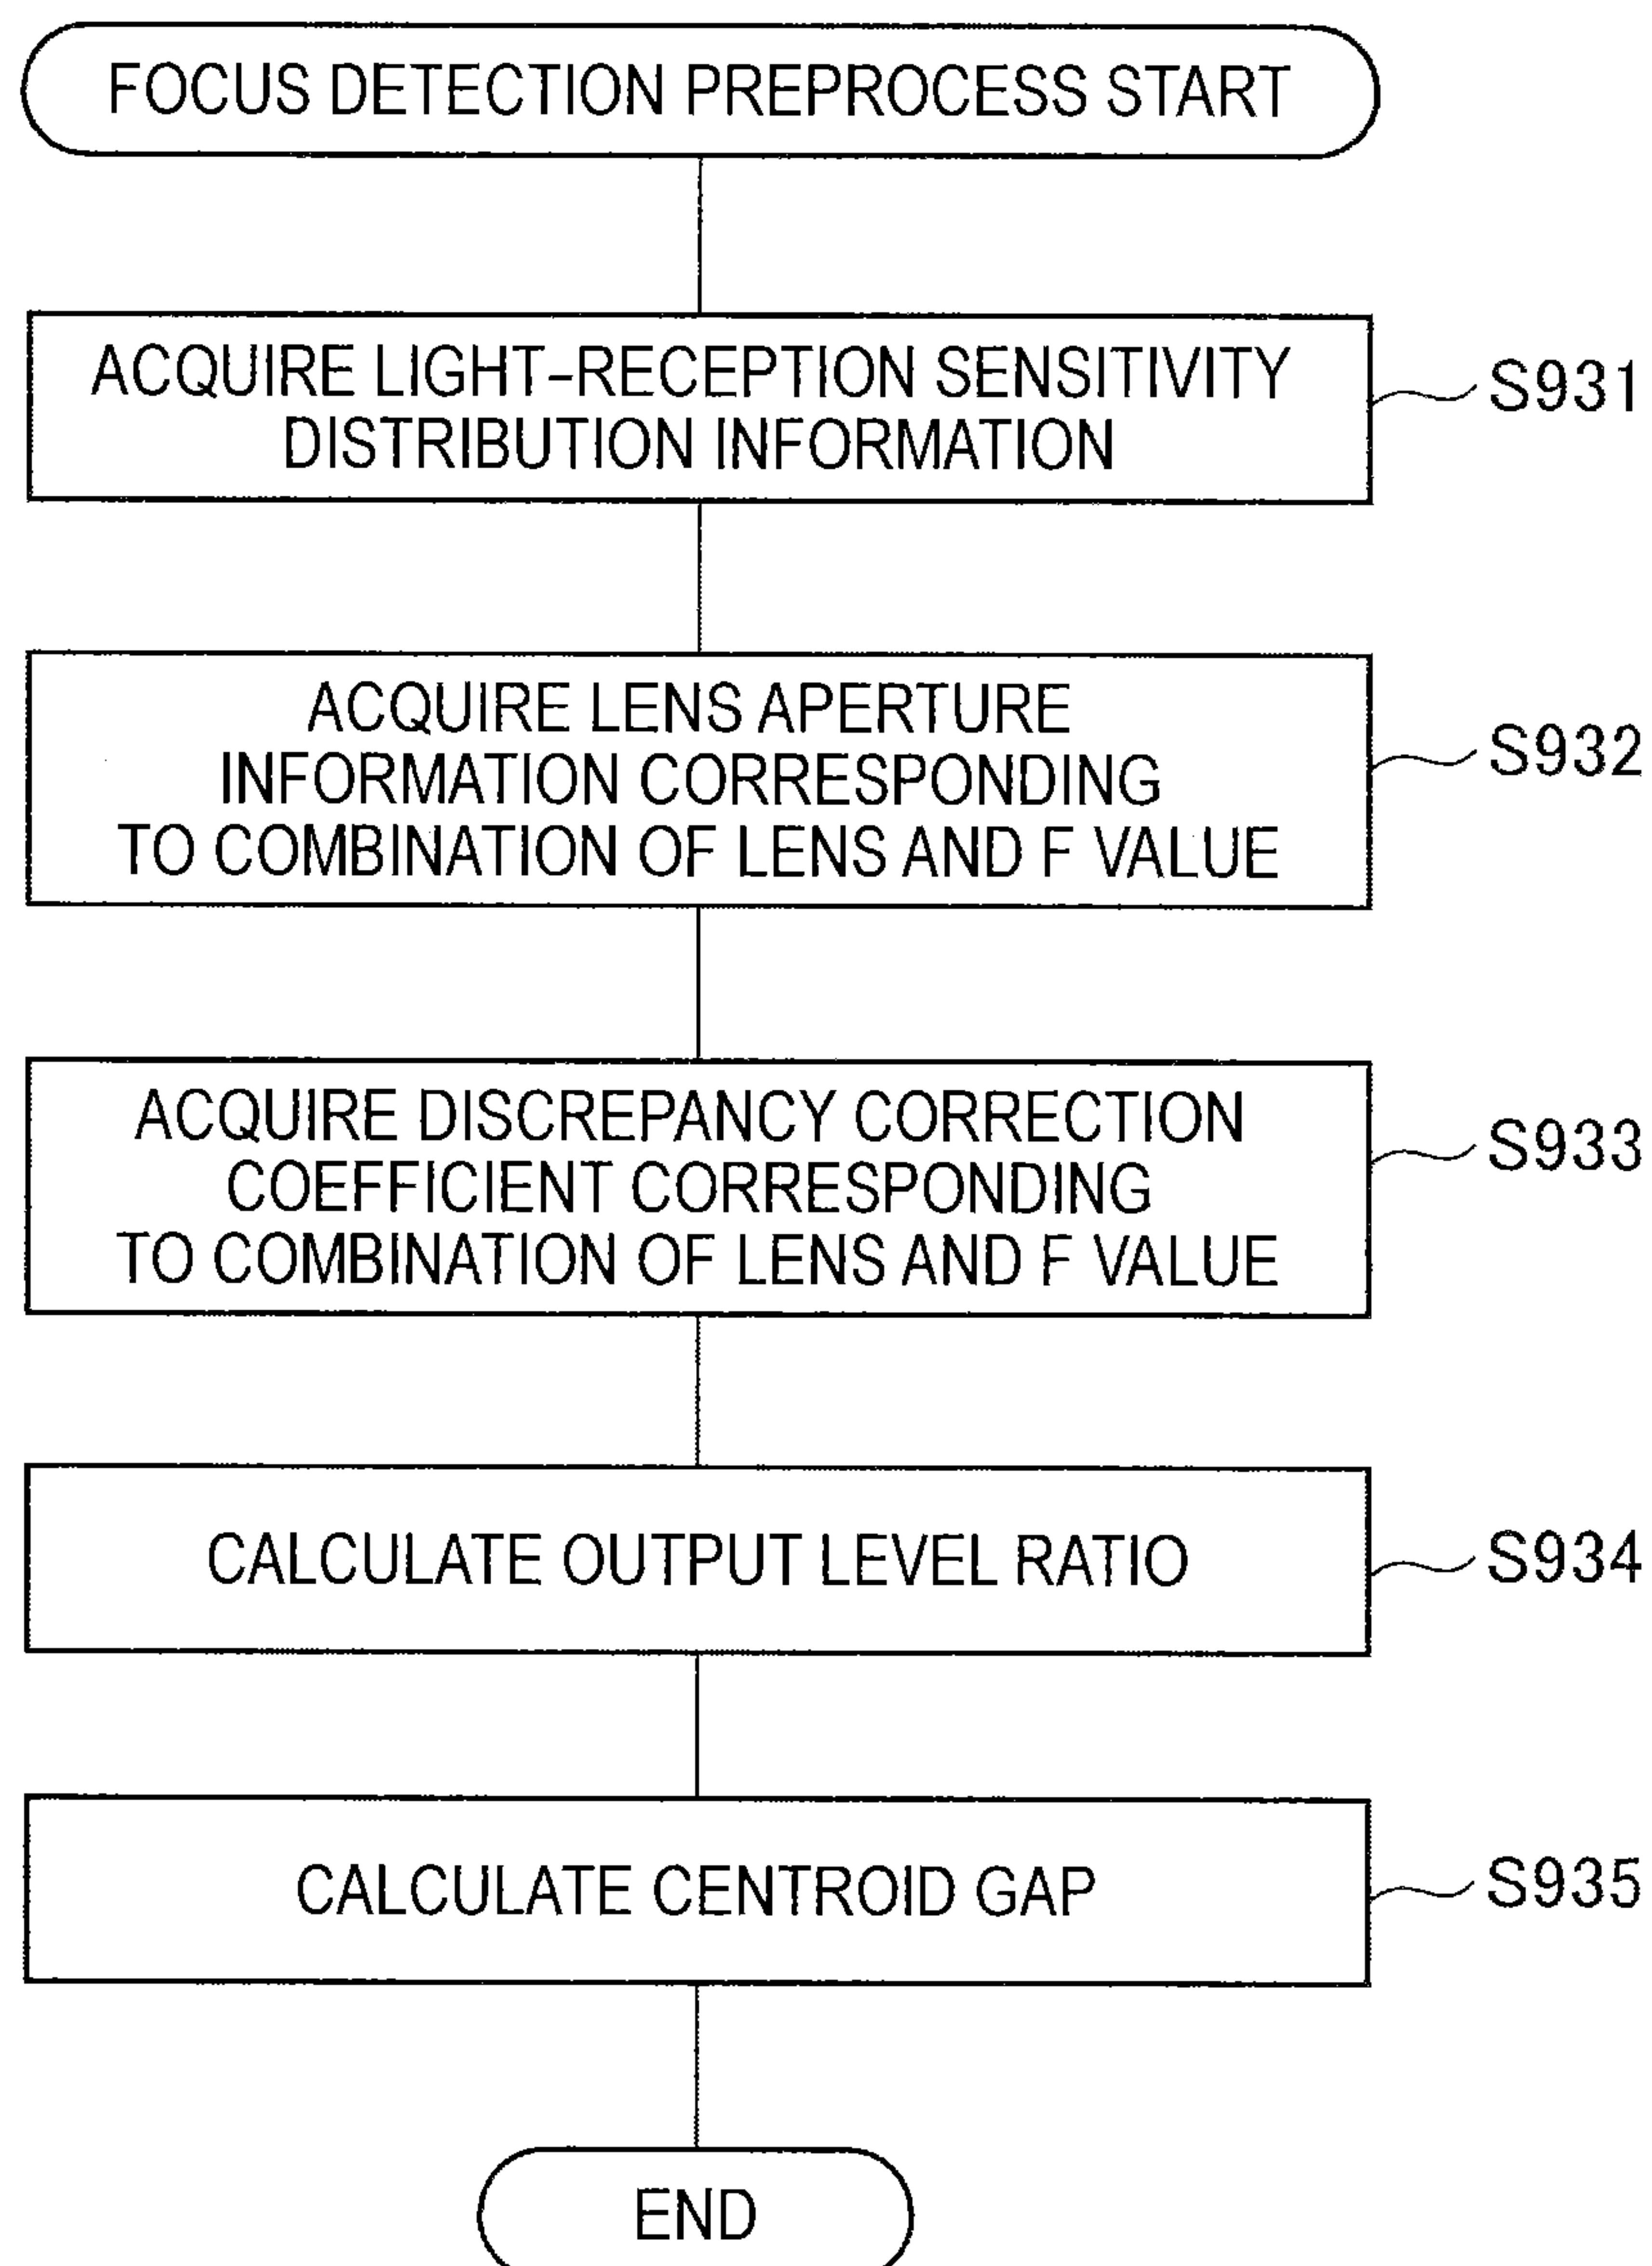 FOCUS DETECTION PREPROCESS START
ACQUIRE LIGHT-RECEPTION SENSITIVITY
DISTRIBUTION INFORMATION
S931
ACQUIRE LENS APERTURE
INFORMATION CORRESPONDING
TO COMBINATION OF LENS AND F VALUE
S932
ACQUIRE DISCREPANCY CORRECTION
COEFFICIENT CORRESPONDING
TO COMBINATION OF LENS AND F VALUE
S933
CALCULATE OUTPUT LEVEL RATIO
S934
CALCULATE CENTROID GAP
S935
END